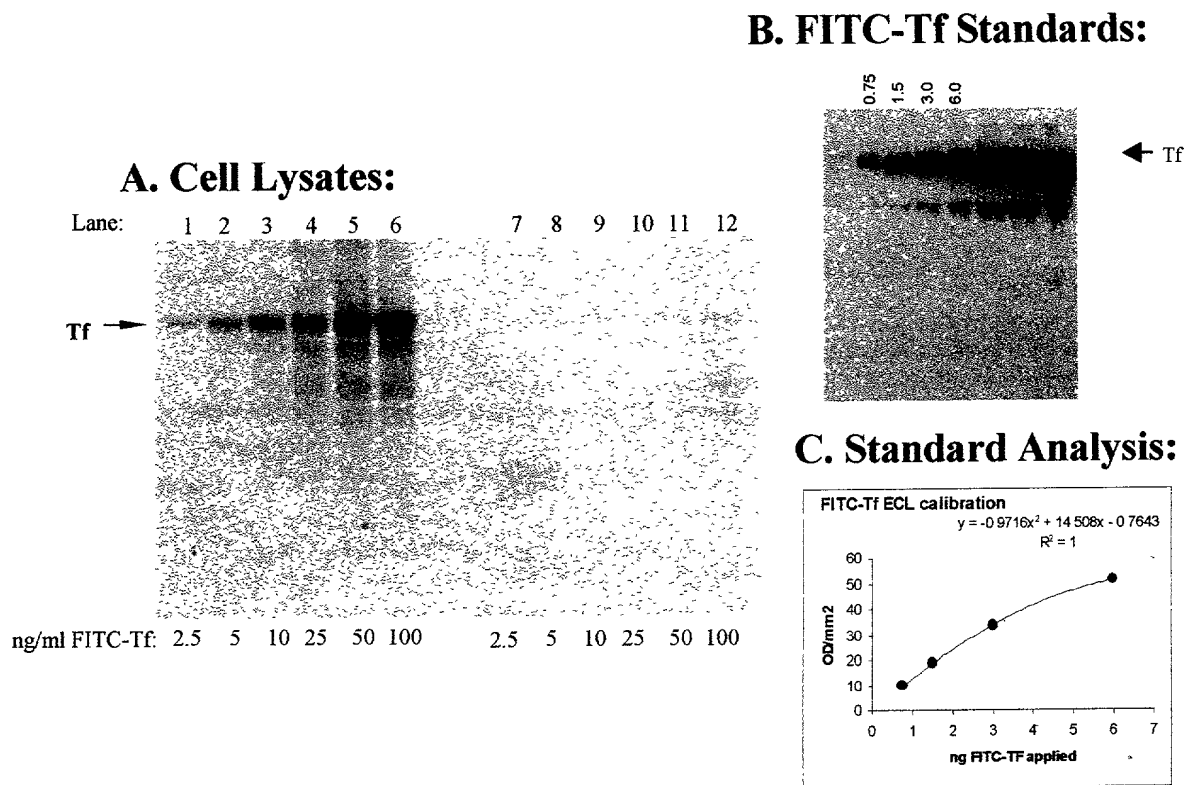 B. FITC-Tf Standards:
0.75 1.5 3.0 6.0
Tf
A. Cell Lysates:
Lane: 1 2 3 4 5 6 7 8 9 10 11 12
Tf
ng/ml FITC-Tf: 2.5 5 10 25 50 100 2.5 5 10 25 50 100
C. Standard Analysis:
FITC-Tf ECL calibration
y = -0 9716x² + 14 508x - 0 7643
R² = 1
OD/mm2
60
50
40
30
20
10
0
0 1 2 3 4 5 6 7
ng FITC-TF applied